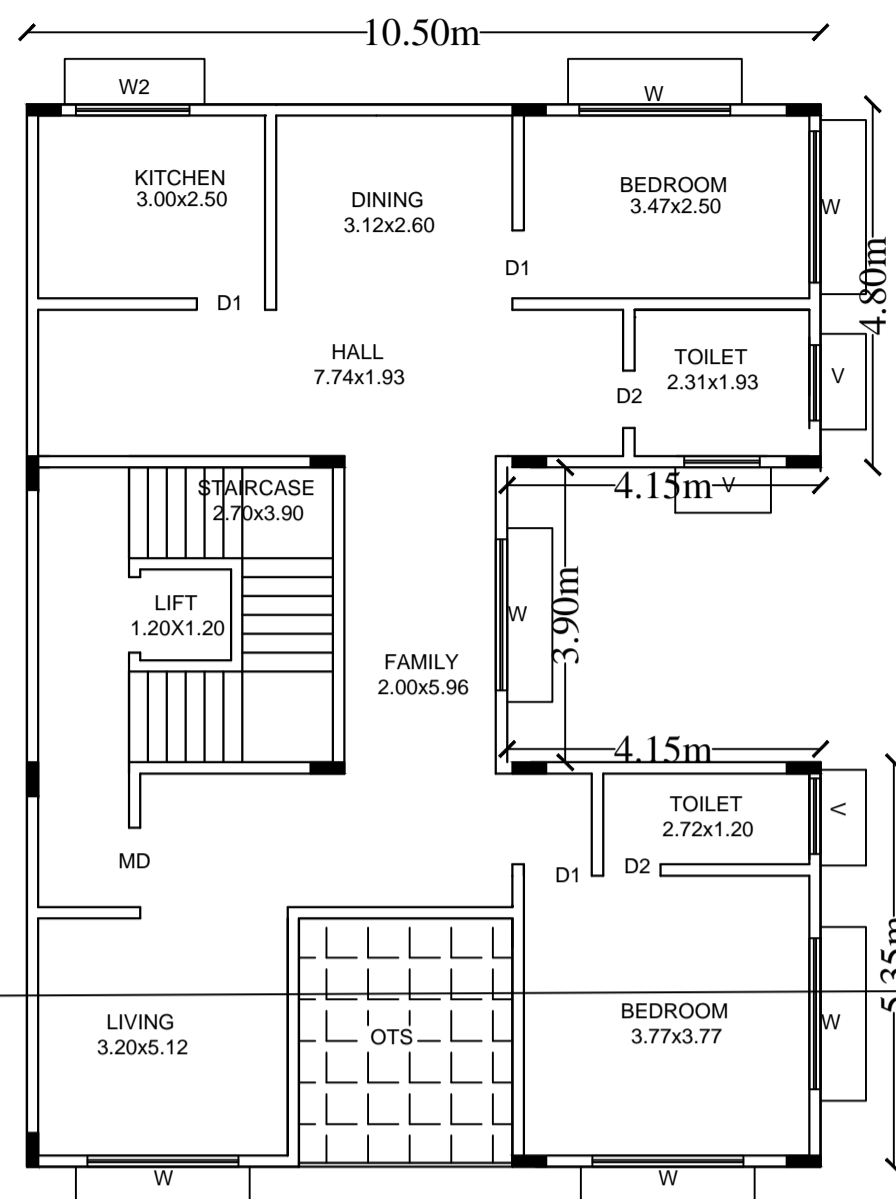 10.50m
W2
W
KITCHEN
3.00x2.50
DINING
3.12x2.60
BEDROOM
3.47x2.50
W
D1
D1
4.80m
HALL
7.74x1.93
TOILET
2.31x1.93
V
D2
STAIRCASE
2.70x3.90
4.15m
V
LIFT
1.20X1.20
W
3.90m
FAMILY
2.00x5.96
4.15m
TOILET
2.72x1.20
V
MD
D1
D2
5.35m
LIVING
3.20x5.12
OTS
BEDROOM
3.77x3.77
W
W
W